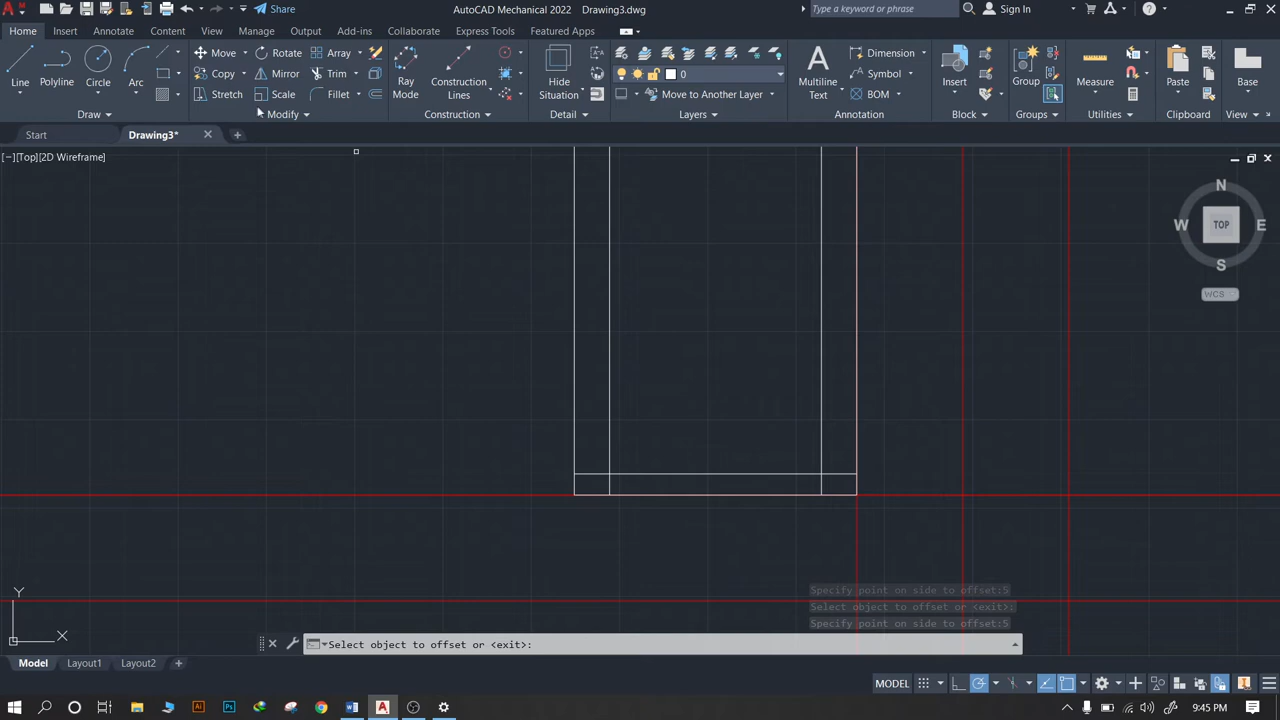 Share
AutoCAD Mechanical 2022 Drawing3.dwg
Type a keyword or phrase
Sign In
Home Insert Annotate Content View Manage Output Add-ins Collaborate Express Tools Featured Apps
Line Polyline Circle Arc
Move Rotate Array
Copy Mirror Trim
Stretch Scale Fillet
Ray Mode
Construction Lines
Hide Situation
0
Move to Another Layer
Multiline Text
Dimension
Symbol
BOM
Insert
Group
Measure
Paste
Base
Draw Modify Construction Detail Layers Annotation Block Groups Utilities Clipboard View
Start Drawing3*
[−][Top][2D Wireframe]
N
W TOP E
S
WCS
Y
X
Specify point on side to offset:5
Select object to offset or <exit>:
Specify point on side to offset:5
Select object to offset or <exit>:
Model Layout1 Layout2
MODEL
Ai Ps
9:45 PM